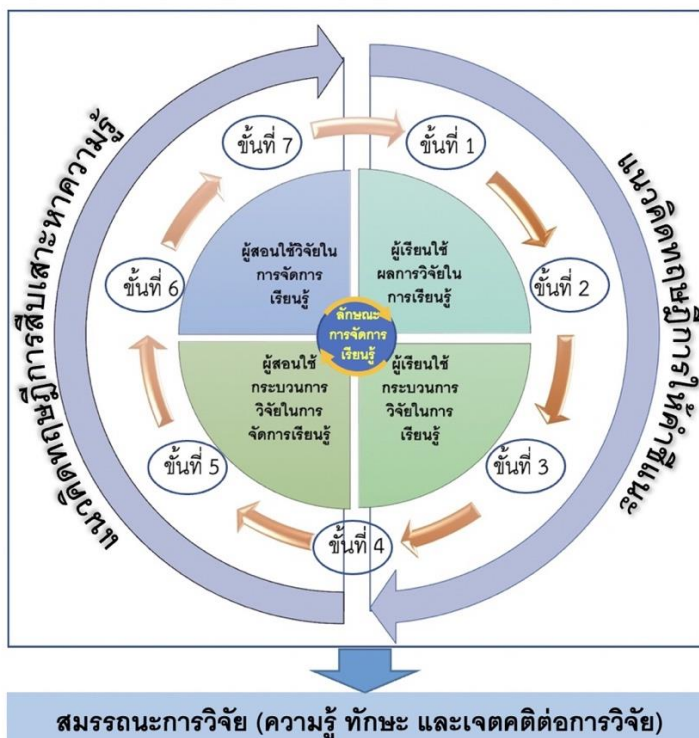 แนวคิดทฤษฎีการสืบเสาะหาความรู้
แนวคิดทฤษฎีการให้คำชี้แนะ
ขั้นที่ 7
ขั้นที่ 1
ขั้นที่ 6
ขั้นที่ 2
ขั้นที่ 5
ขั้นที่ 3
ขั้นที่ 4
ผู้สอนใช้วิจัยใน
การจัดการ
เรียนรู้
ผู้เรียนใช้
ผลการวิจัยใน
การเรียนรู้
ลักษณะ
การจัดการ
เรียนรู้
ผู้สอนใช้
กระบวนการ
วิจัยในการ
จัดการเรียนรู้
ผู้เรียนใช้
กระบวนการ
วิจัยในการ
เรียนรู้
สมรรถนะการวิจัย (ความรู้ ทักษะ และเจตคติต่อการวิจัย)